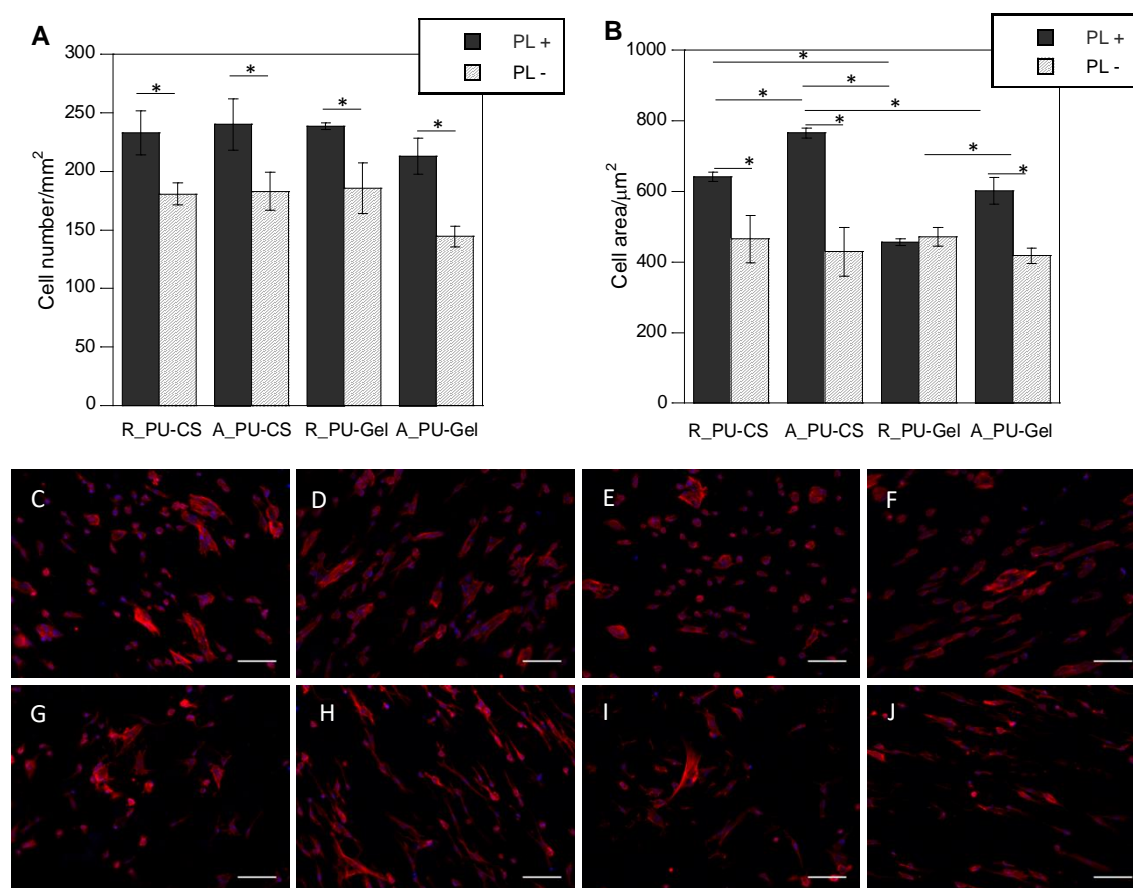 A
PL +
PL -
300
250
200
150
100
50
0
Cell number/mm2
* * * *
R_PU-CS A_PU-CS R_PU-Gel A_PU-Gel
B
PL +
PL -
1000
800
600
400
200
0
Cell area/μm2
*
*
* *
*
* * *
R_PU-CS A_PU-CS R_PU-Gel A_PU-Gel
C D E F
G H I J